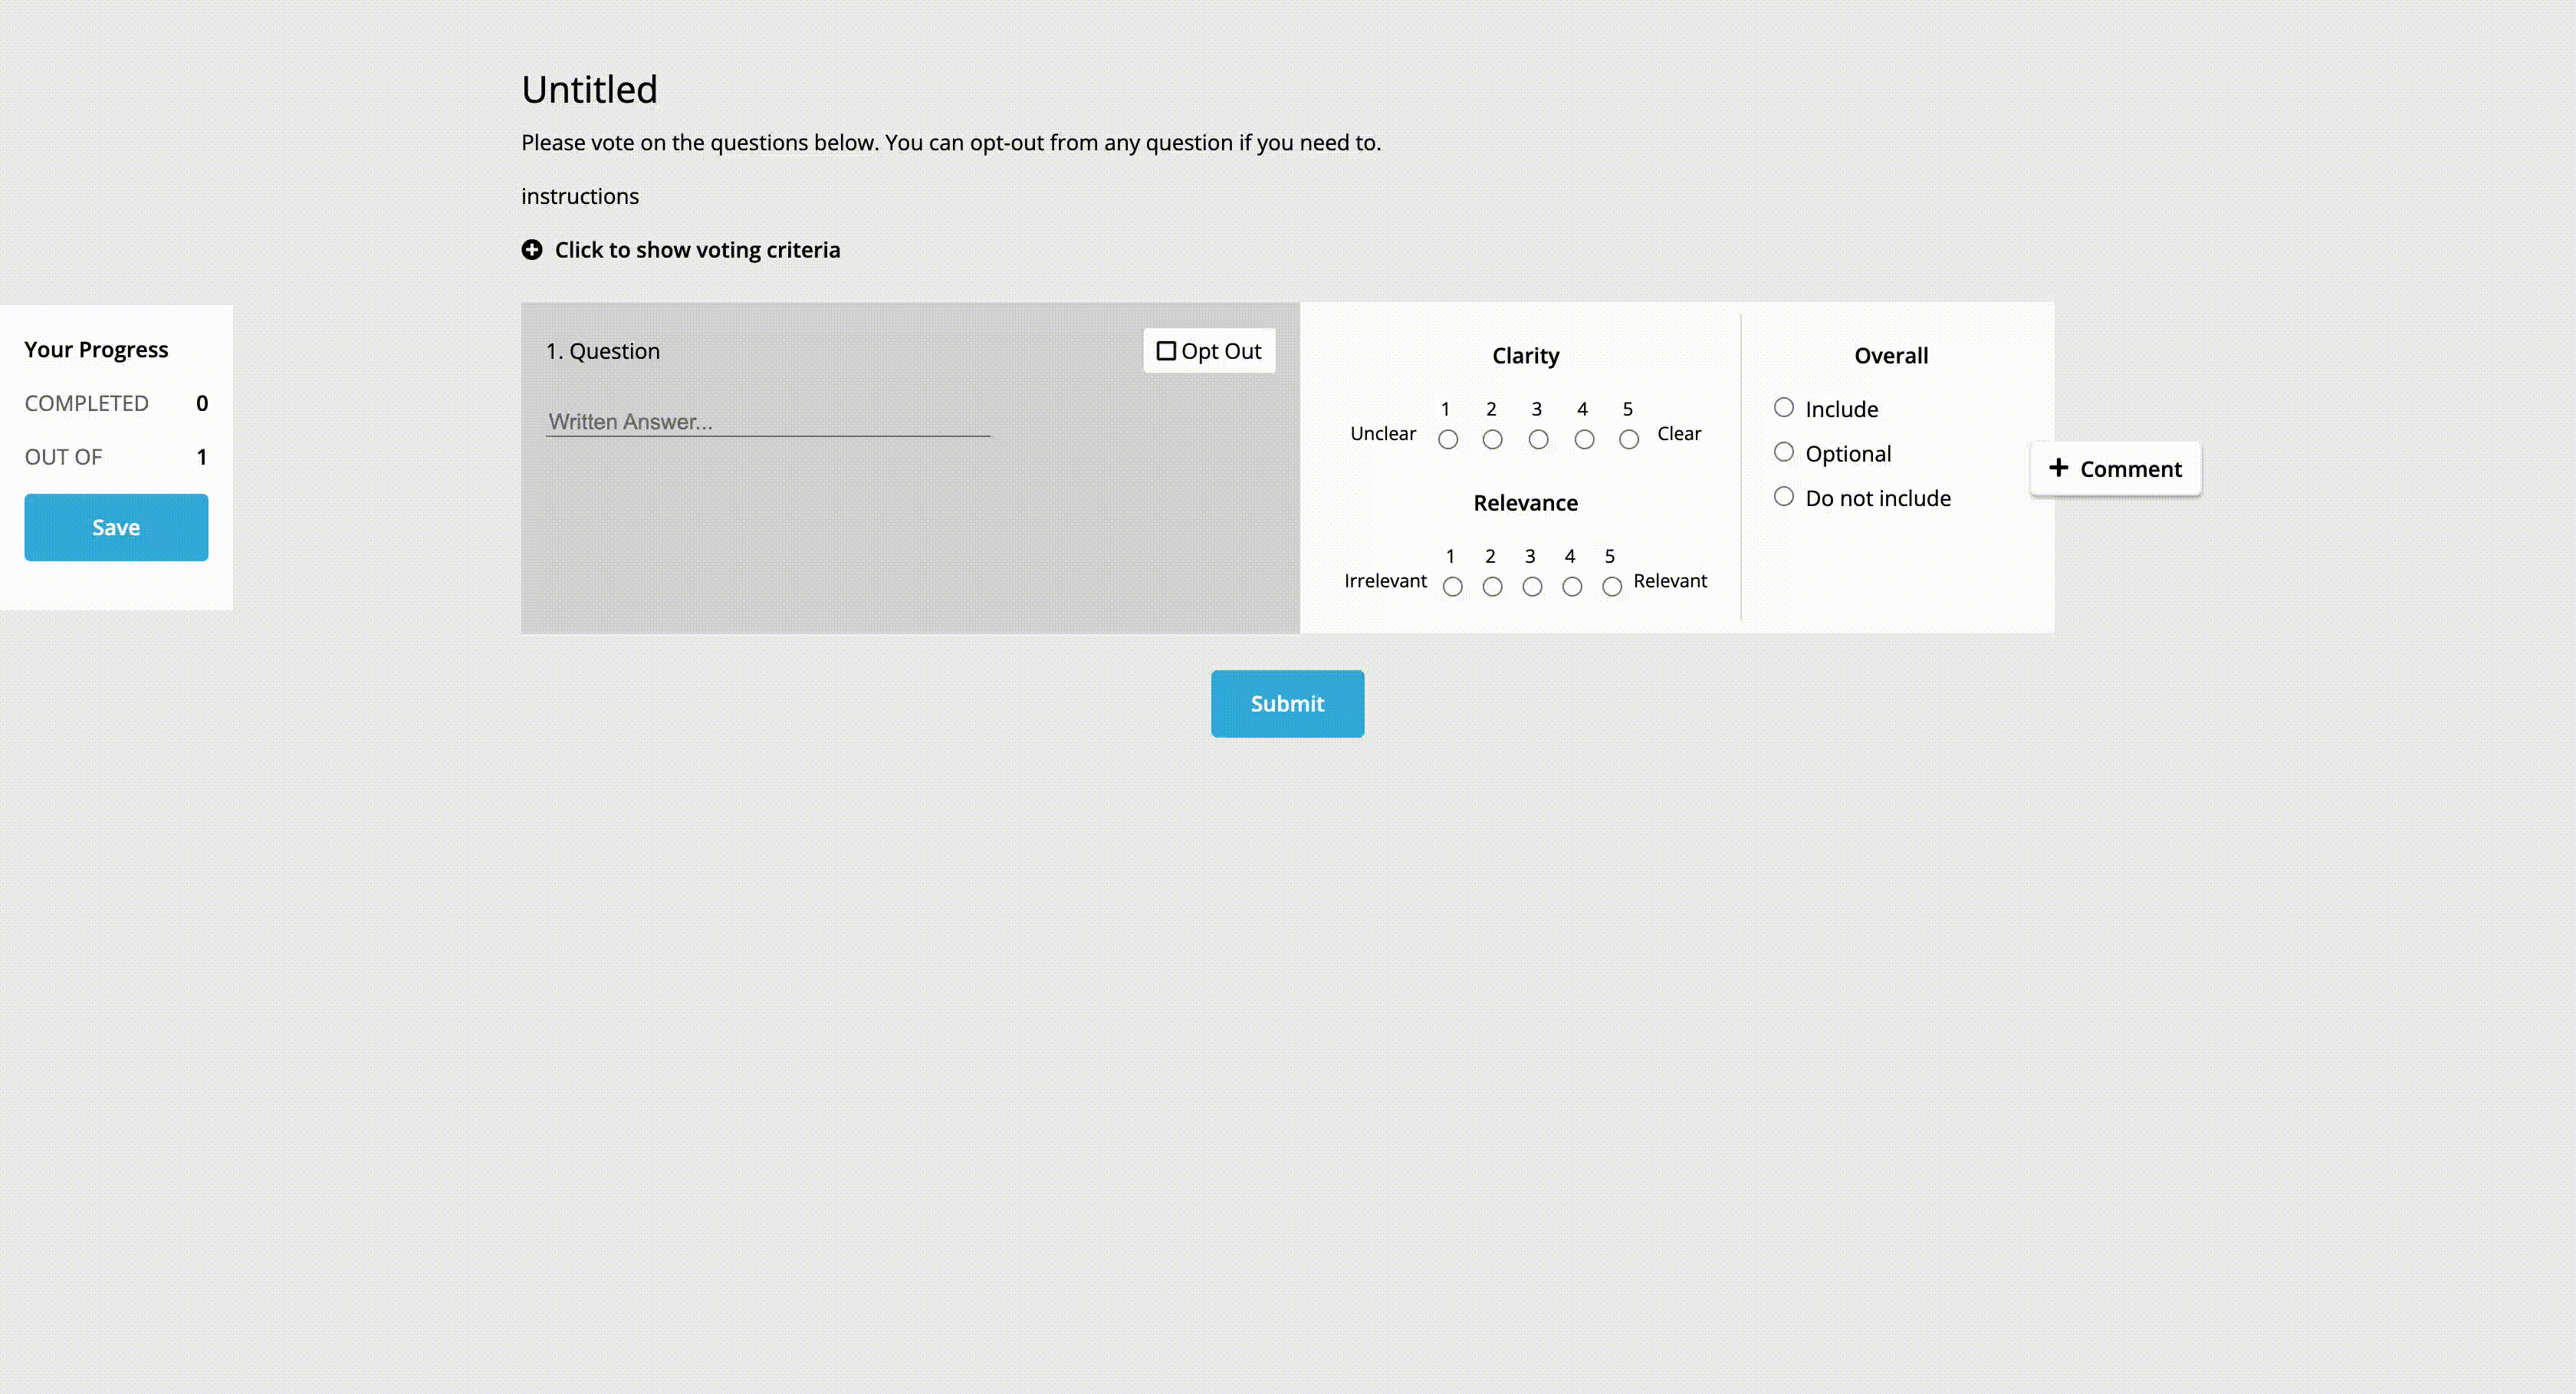 Untitled
Please vote on the questions below. You can opt-out from any question if you need to.
instructions
Click to show voting criteria
Your Progress
COMPLETED 0
OUT OF 1
Save
1. Question
Opt Out
Written Answer...
Clarity
1 2 3 4 5
Unclear Clear
Relevance
1 2 3 4 5
Irrelevant Relevant
Overall
Include
Optional
Do not include
Comment
Submit